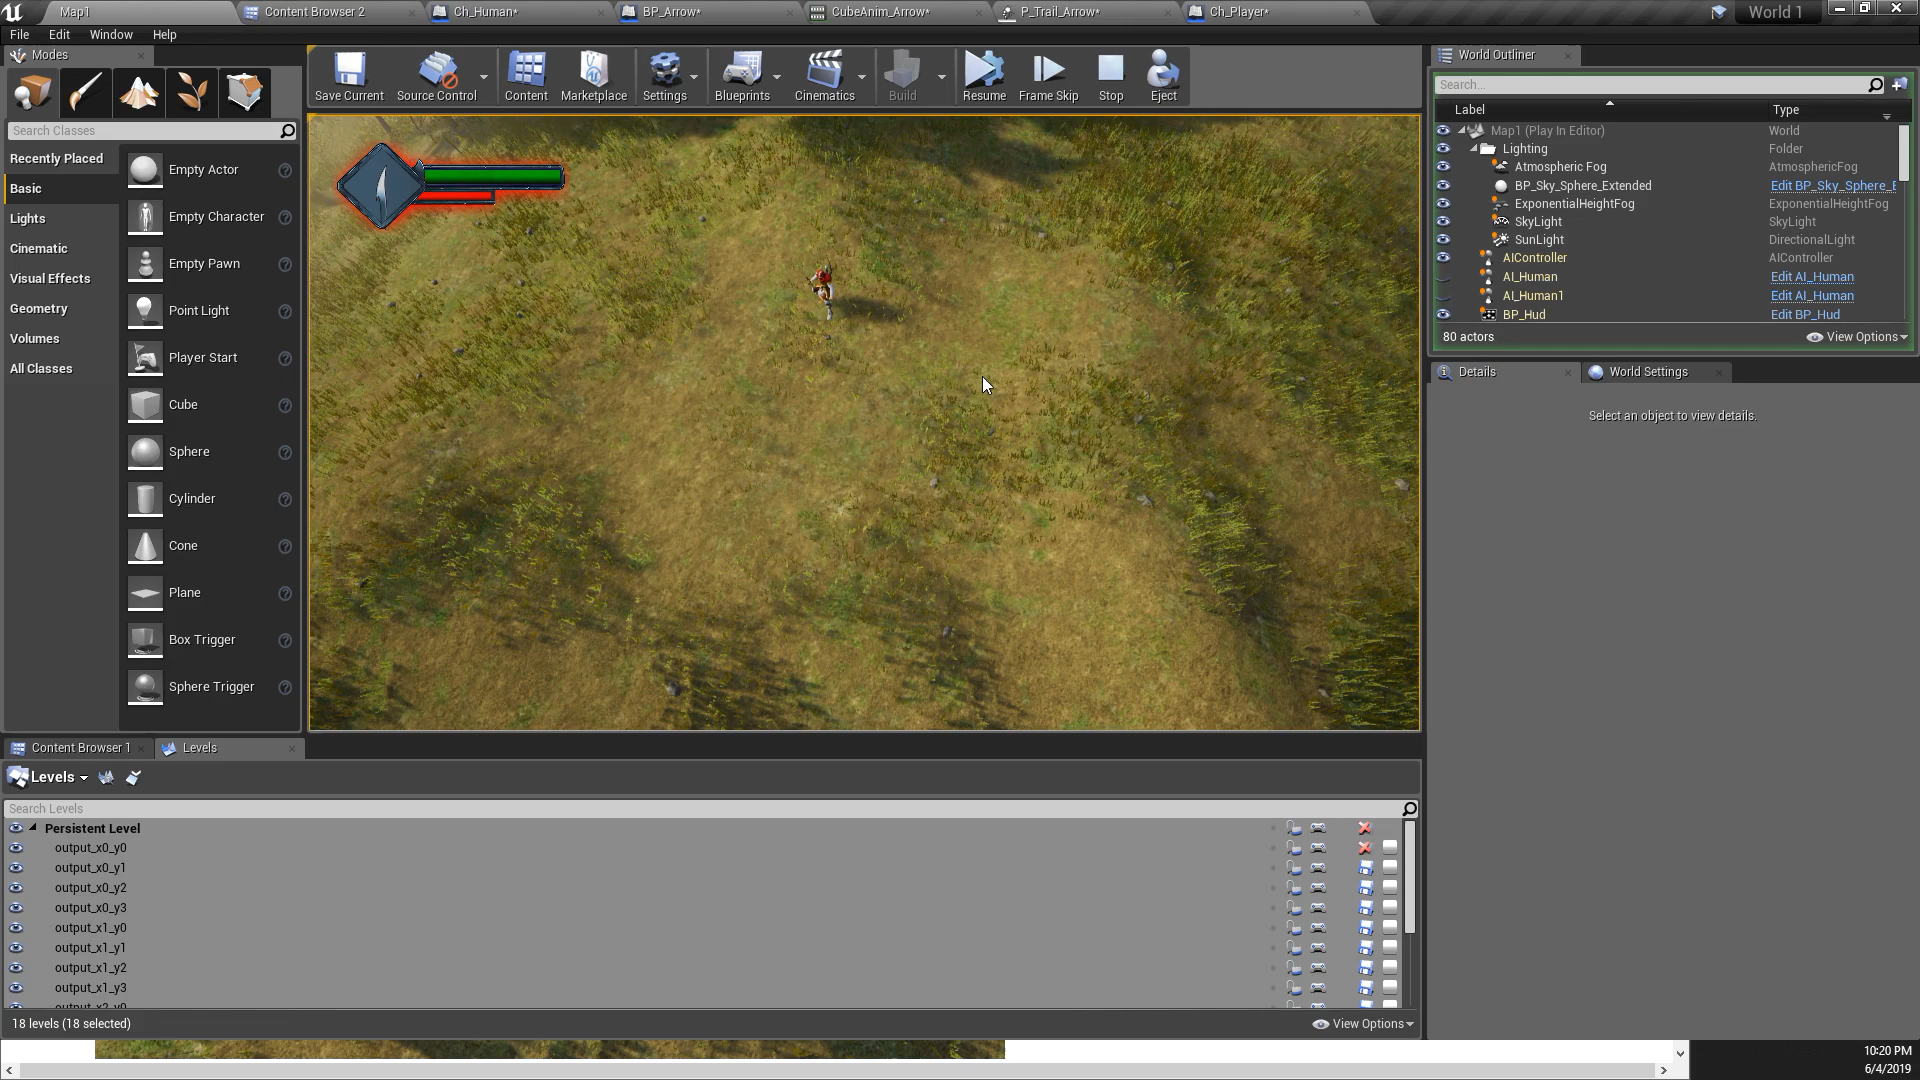 Map1
Content Browser 2
Ch_Human*
BP_Arrow*
CubeAnim_Arrow*
P_Trail_Arrow*
Ch_Player*
World 1
File Edit Window Help
Modes
Save Current
Source Control
Content
Marketplace
Settings
Blueprints
Cinematics
Build
Resume
Frame Skip
Stop
Eject
Search Classes
Recently Placed
Basic
Lights
Cinematic
Visual Effects
Geometry
Volumes
All Classes
Empty Actor
Empty Character
Empty Pawn
Point Light
Player Start
Cube
Sphere
Cylinder
Cone
Plane
Box Trigger
Sphere Trigger
World Outliner
Search...
Label Type
Map1 (Play In Editor) World
Lighting Folder
Atmospheric Fog AtmosphericFog
BP_Sky_Sphere_Extended Edit BP_Sky_Sphere_E
ExponentialHeightFog ExponentialHeightFog
SkyLight SkyLight
SunLight DirectionalLight
AIController AIController
AI_Human Edit AI_Human
AI_Human1 Edit AI_Human
BP_Hud Edit BP_Hud
80 actors View Options
Details World Settings
Select an object to view details.
Content Browser 1 Levels
Levels
Search Levels
Persistent Level
output_x0_y0
output_x0_y1
output_x0_y2
output_x0_y3
output_x1_y0
output_x1_y1
output_x1_y2
output_x1_y3
output_x2_y0
18 levels (18 selected) View Options
10:20 PM
6/4/2019